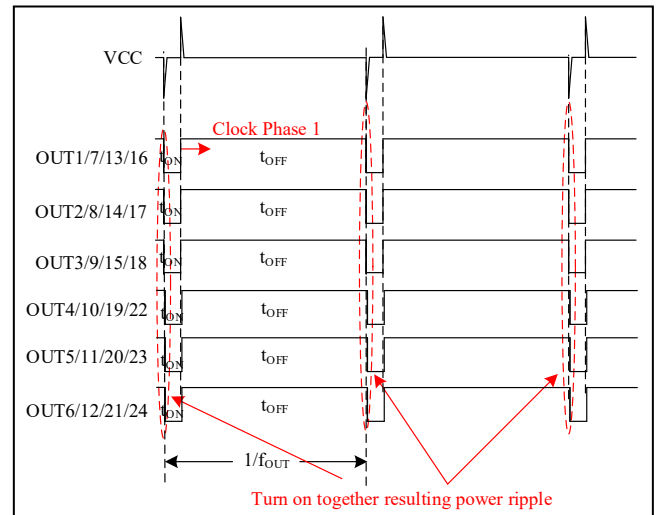 VCC
Clock Phase 1
OUT1/7/13/16 tON tOFF
OUT2/8/14/17 tON tOFF
OUT3/9/15/18 tON tOFF
OUT4/10/19/22 tON tOFF
OUT5/11/20/23 tON tOFF
OUT6/12/21/24 tON tOFF
1/fOUT
Turn on together resulting power ripple